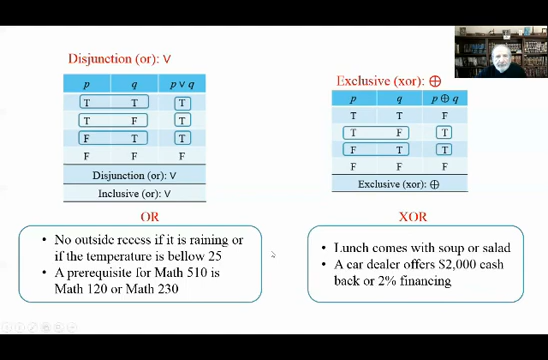 Disjunction (or): ∨
p q p ∨ q
T T T
T F T
F T T
F F F
Disjunction (or): ∨
Inclusive (or): ∨
OR
• No outside recess if it is raining or
if the temperature is bellow 25
• A prerequisite for Math 510 is
Math 120 or Math 230
Exclusive (xor): ⊕
p q p ⊕ q
T T F
T F T
F T T
F F F
Exclusive (xor): ⊕
XOR
• Lunch comes with soup or salad
• A car dealer offers $2,000 cash
back or 2% financing